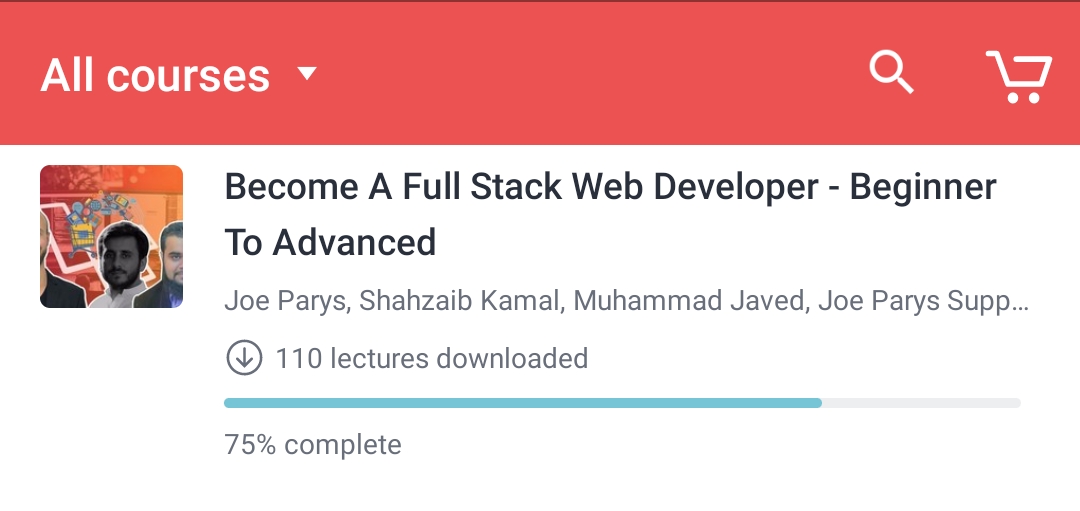 All courses
Become A Full Stack Web Developer - Beginner
To Advanced
Joe Parys, Shahzaib Kamal, Muhammad Javed, Joe Parys Supp...
110 lectures downloaded
75% complete